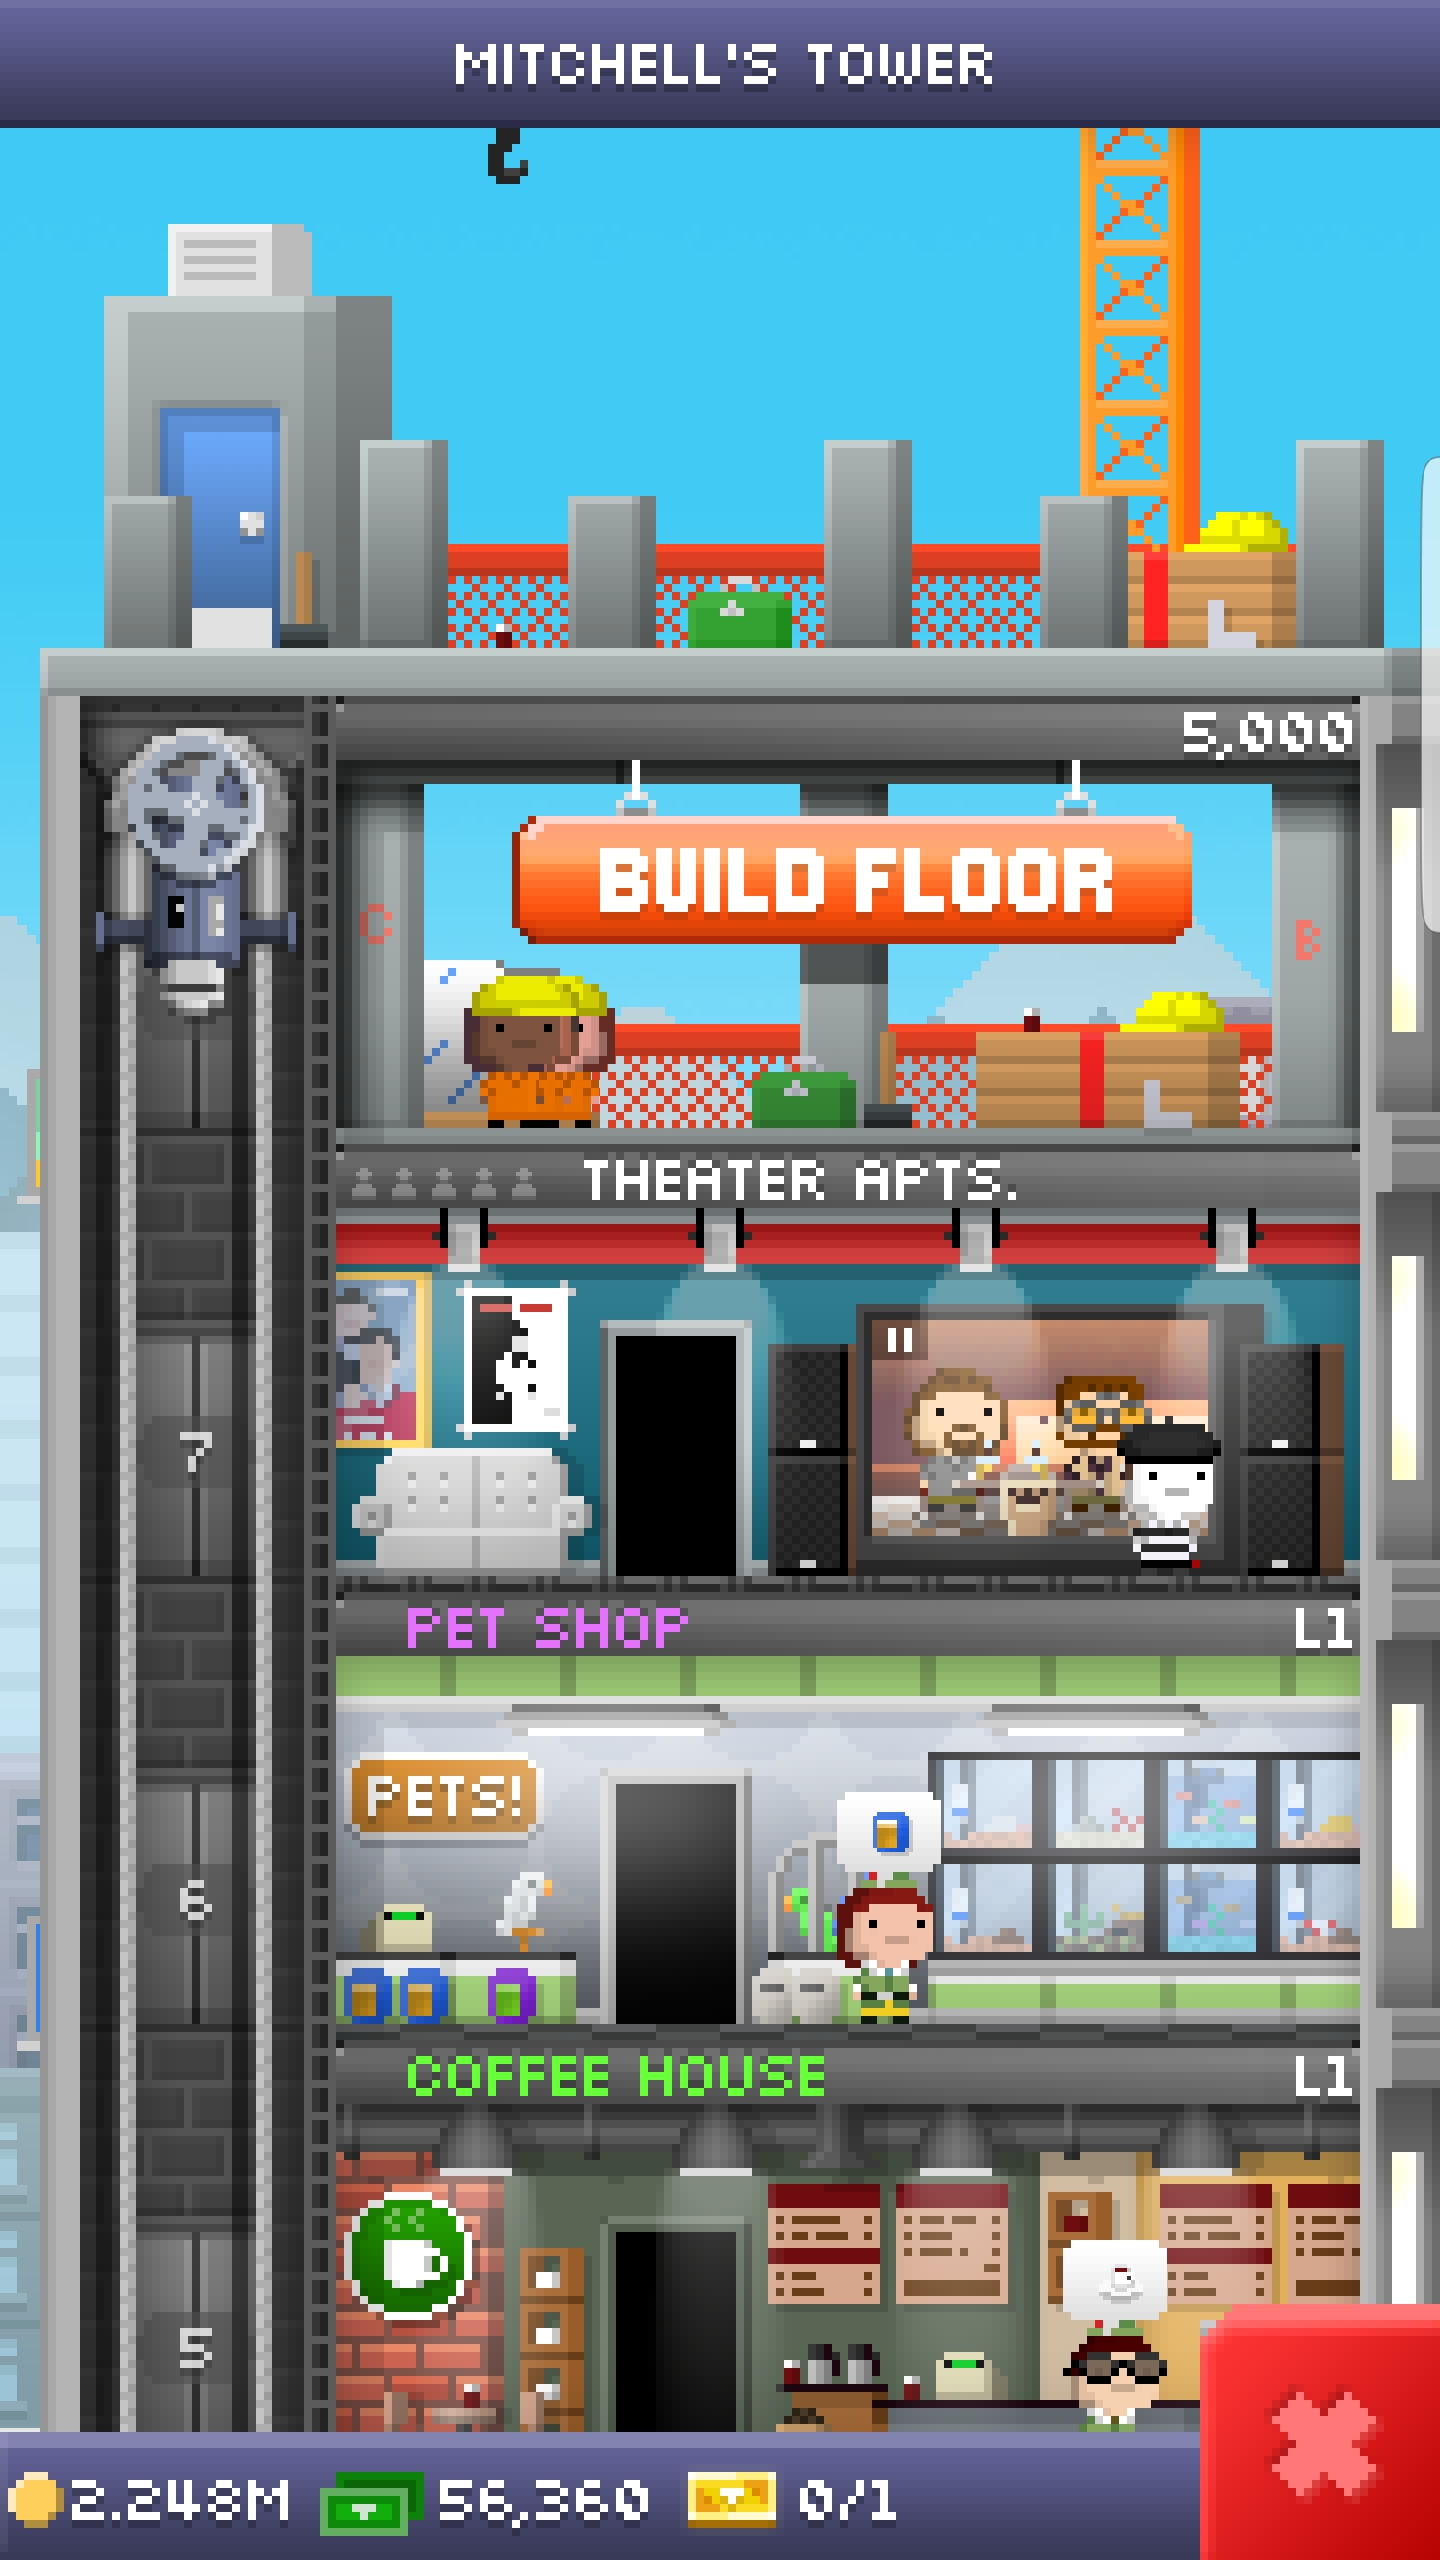 MITCHELL'S TOWER
5,000
BUILD FLOOR
C
B
THEATER APTS.
7
PET SHOP L1
PETS!
6
COFFEE HOUSE L1
5
2.248M 56,360 0/1